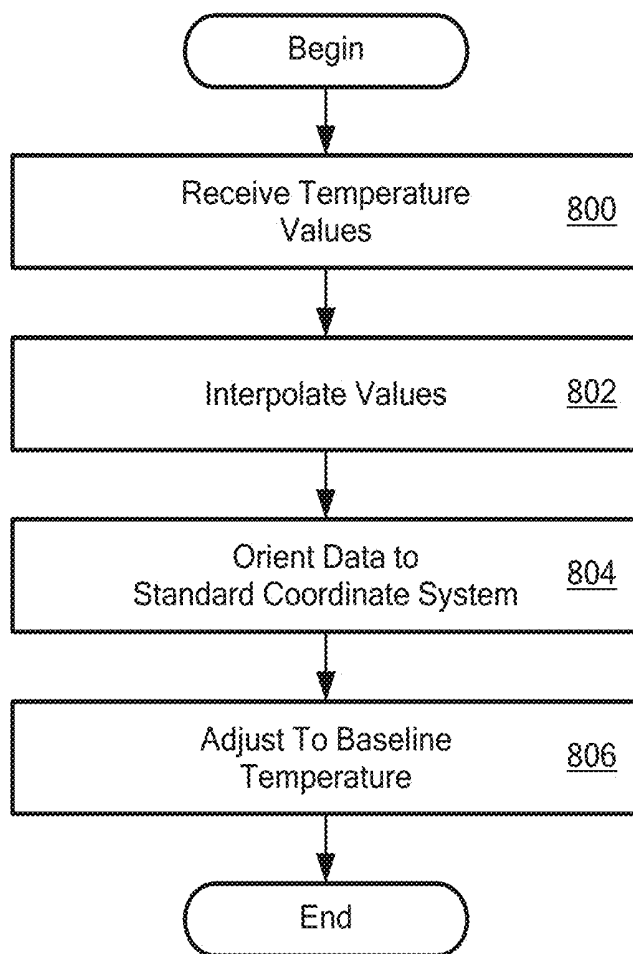 Begin
Receive Temperature
Values
800
Interpolate Values
802
Orient Data to
Standard Coordinate System
804
Adjust To Baseline
Temperature
806
End